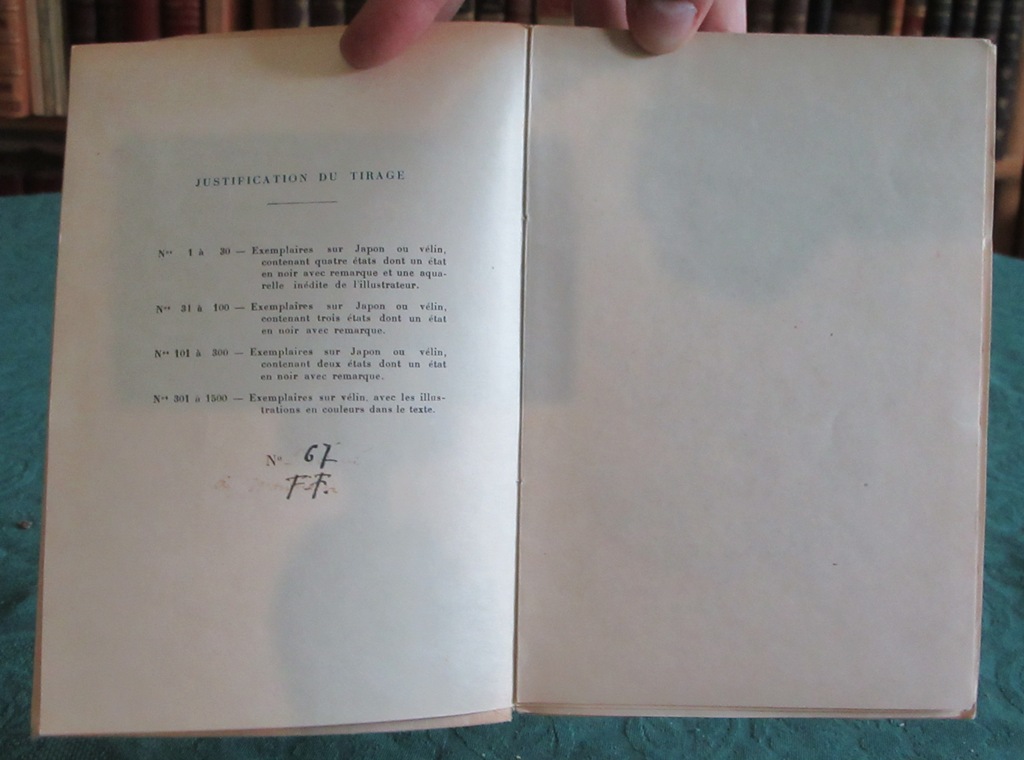 JUSTIFICATION DU TIRAGE
Nos 1 à 30 — Exemplaires sur Japon ou vélin,
contenant quatre états dont un état
en noir avec remarque et une aqua-
relle inédite de l'illustrateur.
Nos 31 à 100 — Exemplaires sur Japon ou vélin,
contenant trois états dont un état
en noir avec remarque.
Nos 101 à 300 — Exemplaires sur Japon ou vélin,
contenant deux états dont un état
en noir avec remarque.
Nos 301 à 1500 — Exemplaires sur vélin, avec les illus-
trations en couleurs dans le texte.
No 67
F.F.